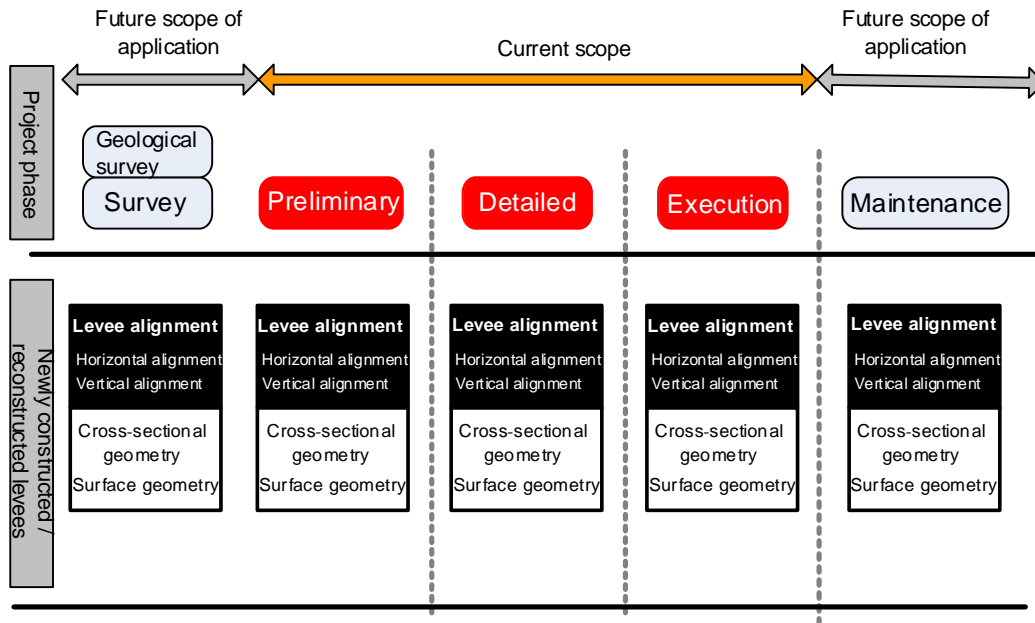 Future scope of
application
Current scope
Future scope of
application
Project phase
Geological
survey
Survey
Preliminary
Detailed
Execution
Maintenance
Newly constructed /
reconstructed levees
Levee alignment
Horizontal alignment
Vertical alignment
Cross-sectional
geometry
Surface geometry
Levee alignment
Horizontal alignment
Vertical alignment
Cross-sectional
geometry
Surface geometry
Levee alignment
Horizontal alignment
Vertical alignment
Cross-sectional
geometry
Surface geometry
Levee alignment
Horizontal alignment
Vertical alignment
Cross-sectional
geometry
Surface geometry
Levee alignment
Horizontal alignment
Vertical alignment
Cross-sectional
geometry
Surface geometry